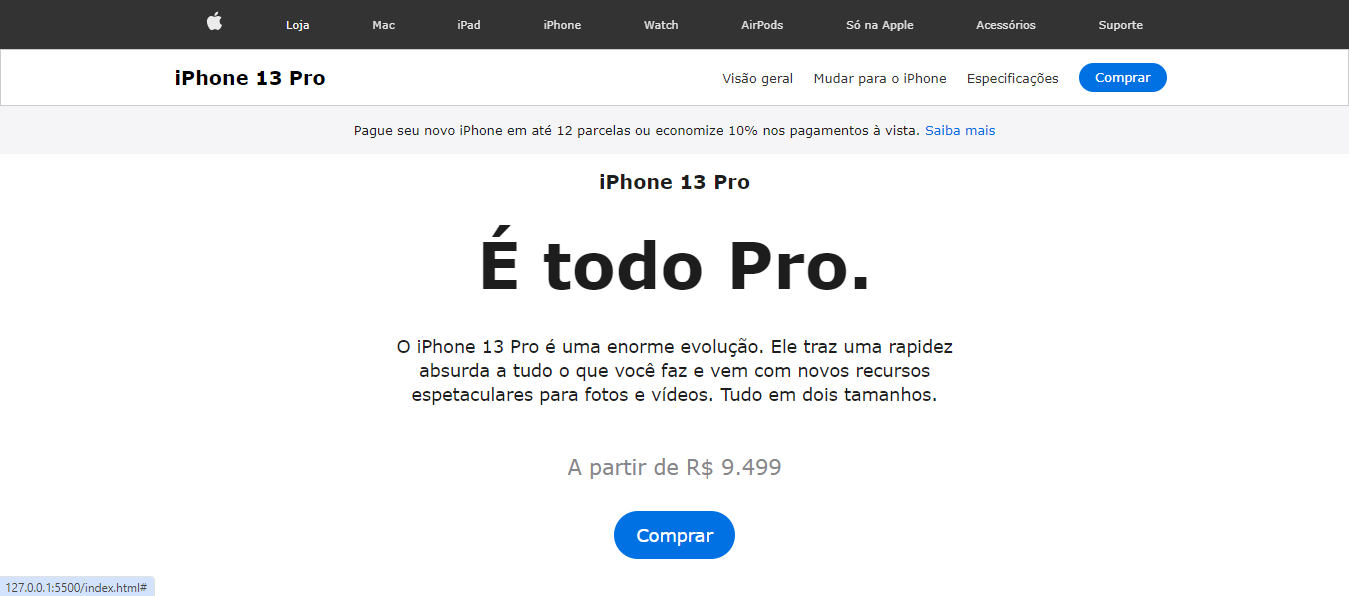 Loja Mac iPad iPhone Watch AirPods Só na Apple Acessórios Suporte
iPhone 13 Pro Visão geral Mudar para o iPhone Especificações Comprar
Pague seu novo iPhone em até 12 parcelas ou economize 10% nos pagamentos à vista. Saiba mais
iPhone 13 Pro
É todo Pro.
O iPhone 13 Pro é uma enorme evolução. Ele traz uma rapidez
absurda a tudo o que você faz e vem com novos recursos
espetaculares para fotos e vídeos. Tudo em dois tamanhos.
A partir de R$ 9.499
Comprar
127.0.0.1:5500/index.html#